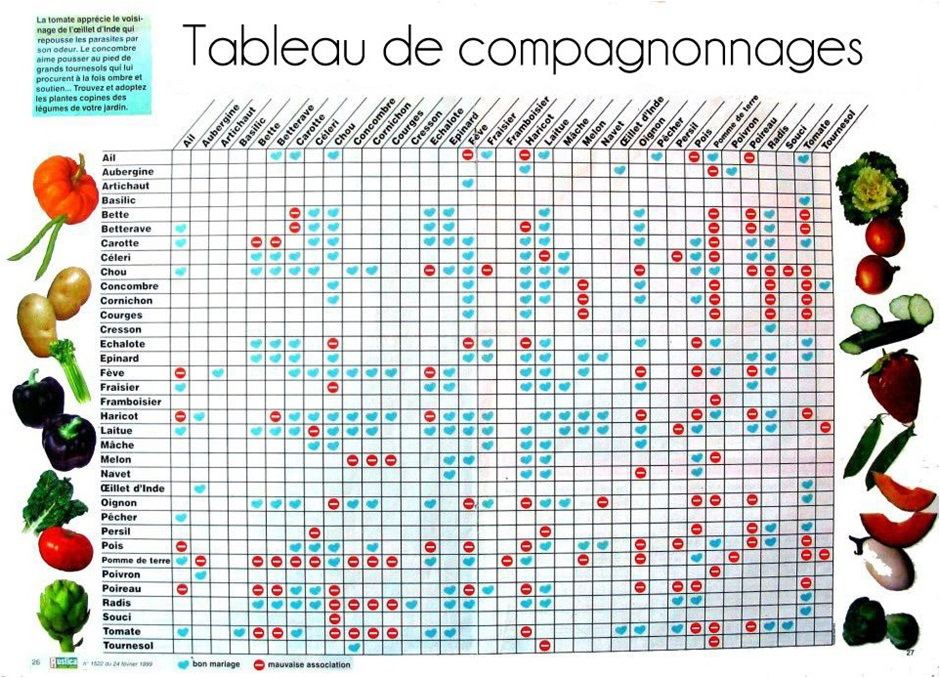 La tomate apprécie le voisi-
nage de l'œillet d'Inde qui
repousse les parasites par
son odeur. Le concombre
aime pousser au pied de
grands tournesols qui lui
procurent à la fois ombre et
soutien... Trouvez et adoptez
les plantes copines des
légumes de votre jardin.
Tableau de compagnonnages
Ail
Aubergine
Artichaut
Basilic
Bette
Betterave
Carotte
Céleri
Chou
Concombre
Cornichon
Courges
Cresson
Echalote
Epinard
Fève
Fraisier
Framboisier
Haricot
Laitue
Mâche
Melon
Navet
Œillet d'Inde
Oignon
Pêcher
Persil
Pois
Pomme de terre
Poivron
Poireau
Radis
Souci
Tomate
Tournesol
Ail
Aubergine
Artichaut
Basilic
Bette
Betterave
Carotte
Céleri
Chou
Concombre
Cornichon
Courges
Cresson
Echalote
Epinard
Fève
Fraisier
Framboisier
Haricot
Laitue
Mâche
Melon
Navet
Œillet d'Inde
Oignon
Pêcher
Persil
Pois
Pomme de terre
Poivron
Poireau
Radis
Souci
Tomate
Tournesol
26 Rustica n° 1522 du 24 février 1999 bon mariage mauvaise association
27